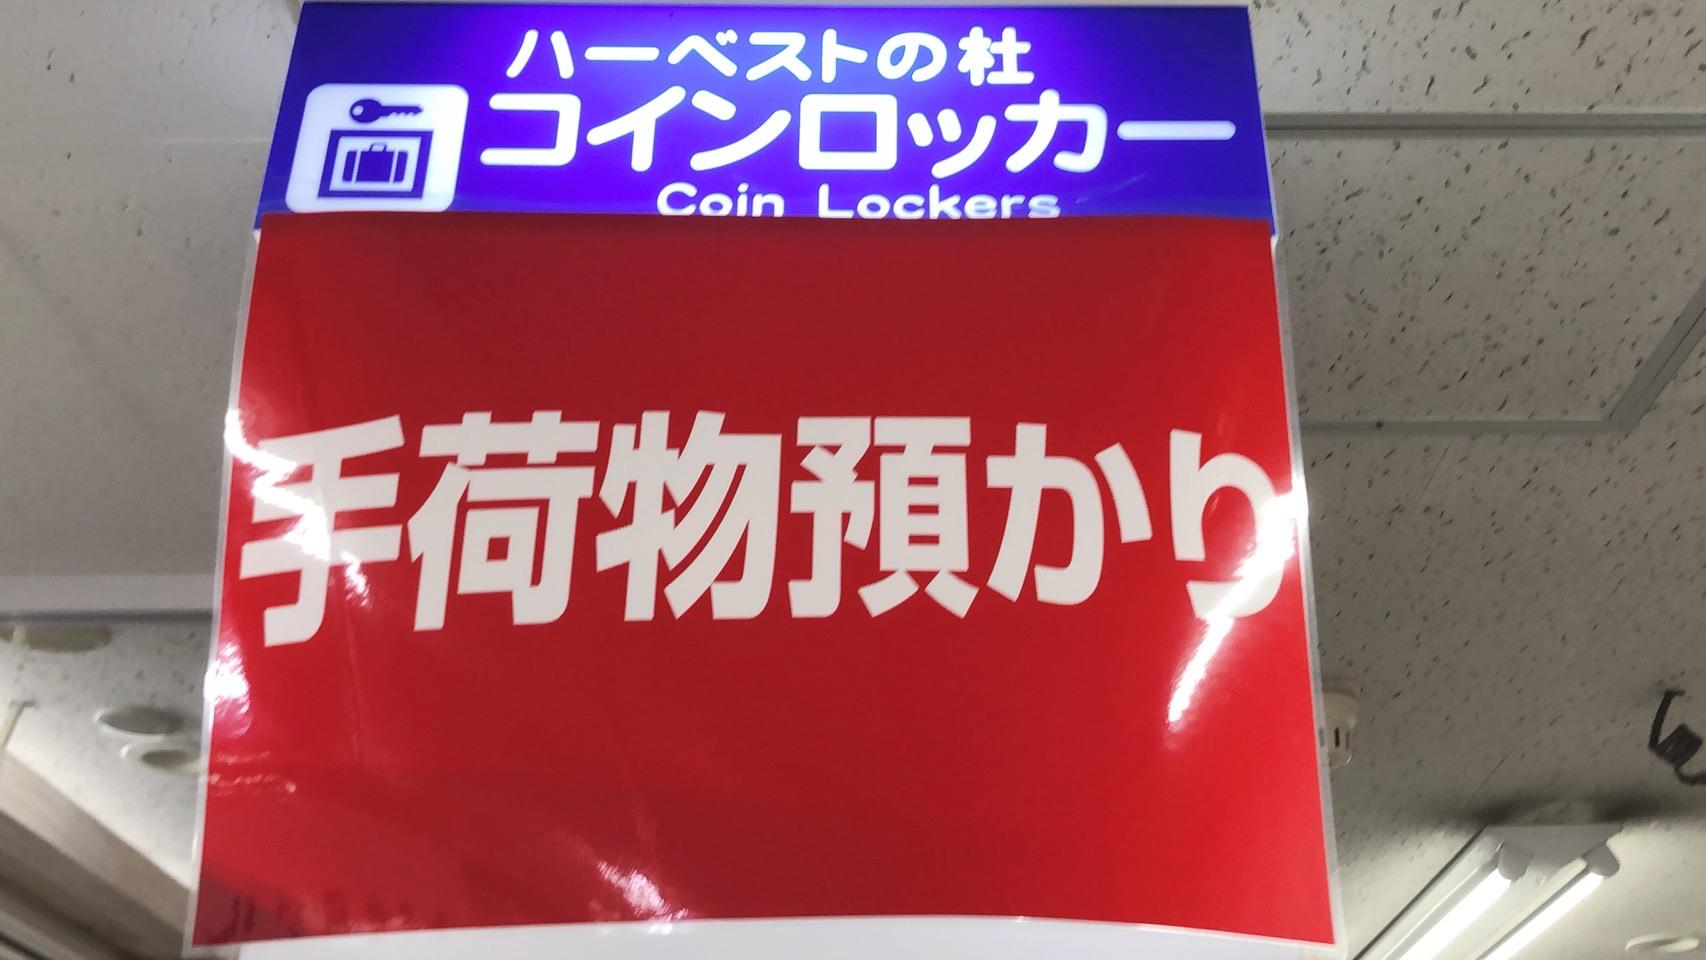 ハーベストの杜
コインロッカー
Coin Lockers
手荷物預かり